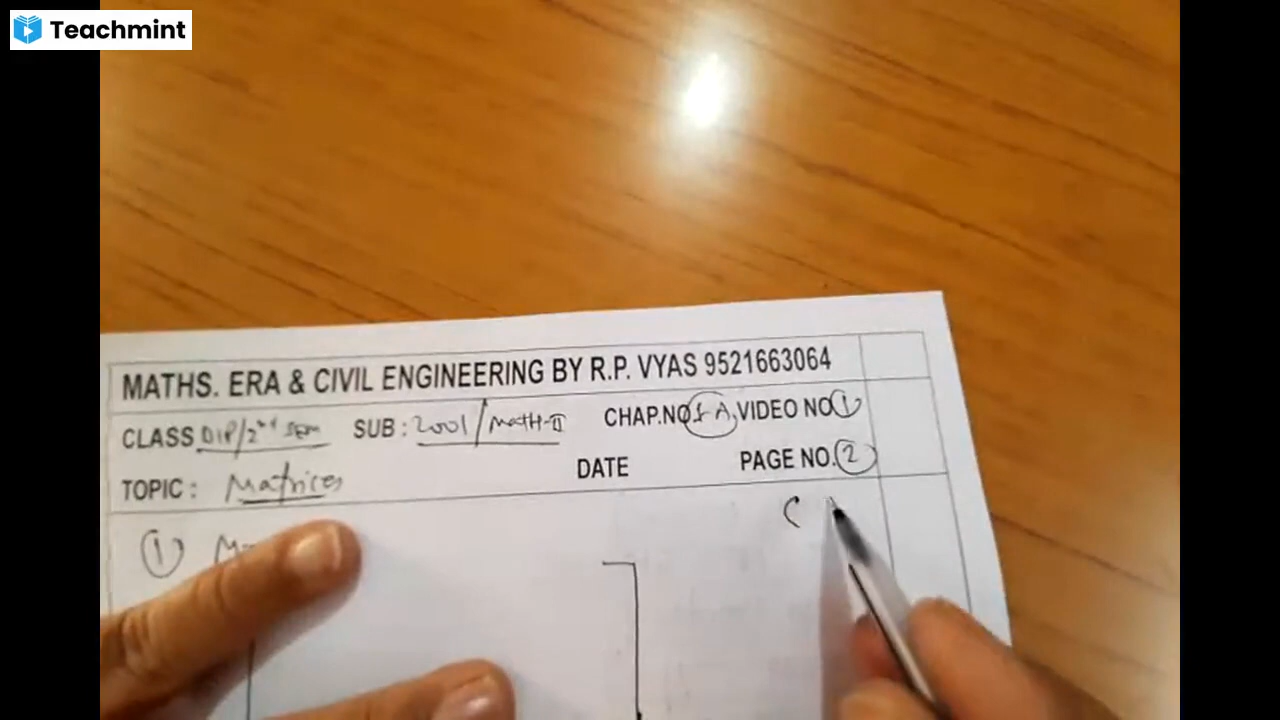 Teachmint
MATHS. ERA & CIVIL ENGINEERING BY R.P. VYAS 9521663064
CLASS DIP/2nd SEM SUB : 2001/MATH-II CHAP.NO. A, VIDEO NO 1
TOPIC : Matrices DATE PAGE NO. 2
1
(